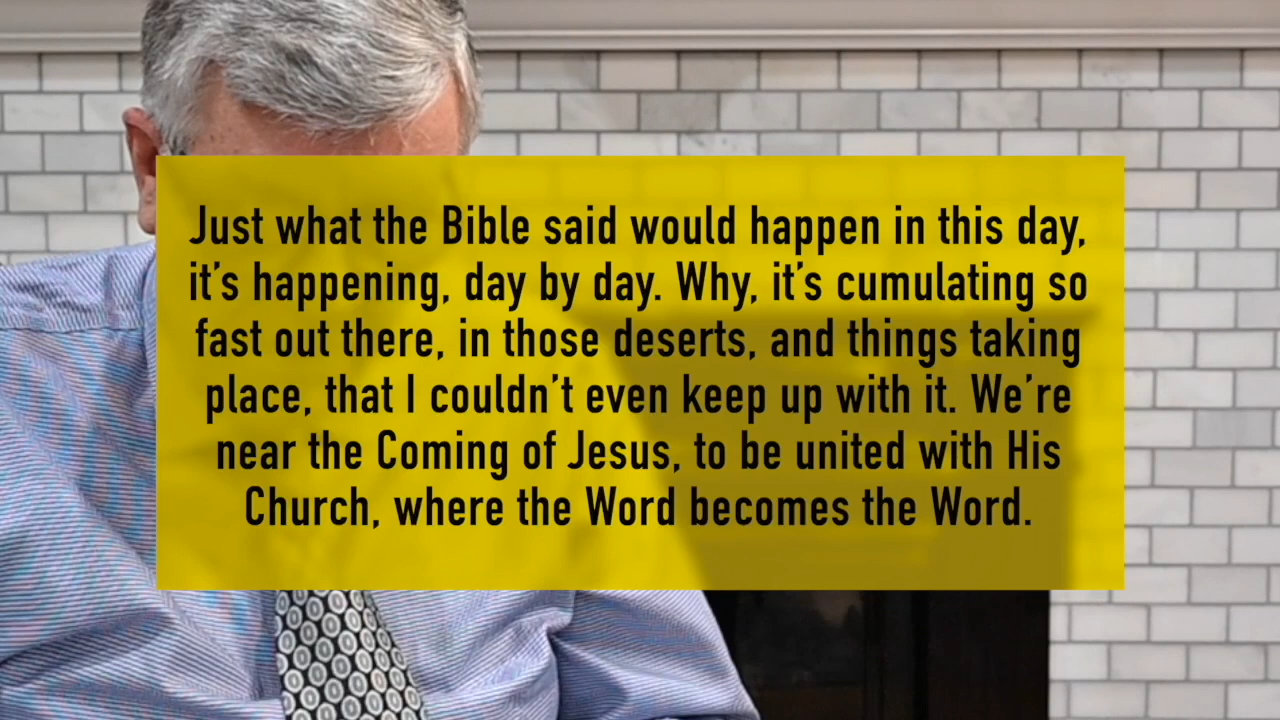 Just what the Bible said would happen in this day,
it's happening, day by day. Why, it's cumulating so
fast out there, in those deserts, and things taking
place, that I couldn't even keep up with it. We're
near the Coming of Jesus, to be united with His
Church, where the Word becomes the Word.